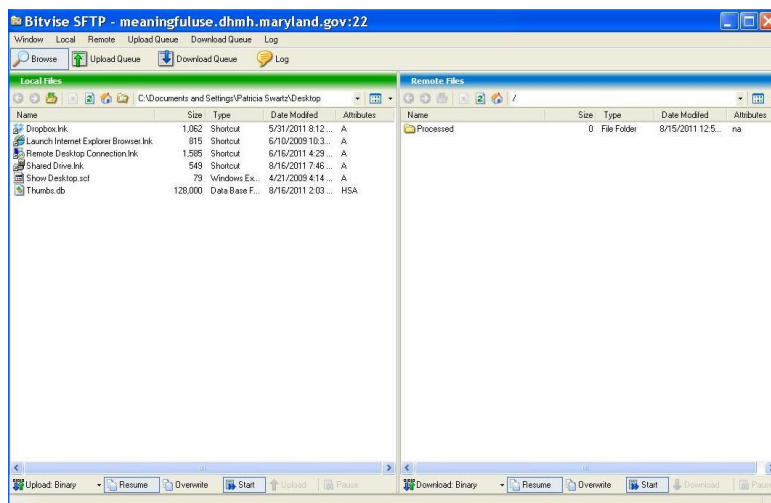 Bitvise SFTP - meaningfuluse.dhmh.maryland.gov:22
Window Local Remote Upload Queue Download Queue Log
Browse Upload Queue Download Queue Log
Local Files
C:\Documents and Settings\Patricia Swartz\Desktop
Name Size Type Date Modified Attributes
Dropbox.lnk 1,062 Shortcut 5/31/2011 8:12 ... A
Launch Internet Explorer Browser.lnk 815 Shortcut 6/10/2009 10:3... A
Remote Desktop Connection.lnk 1,585 Shortcut 6/16/2011 4:29 ... A
Shared Drive.lnk 549 Shortcut 8/16/2011 7:46 ... A
Show Desktop.scf 79 Windows Ex... 4/21/2009 4:14 ... A
Thumbs.db 128,000 Data Base F... 8/16/2011 2:03 ... HSA
Upload: Binary Resume Overwrite Start Upload Pause
Remote Files
/
Name Size Type Date Modified Attributes
Processed 0 File Folder 8/15/2011 12:5... na
Download: Binary Resume Overwrite Start Download Pause